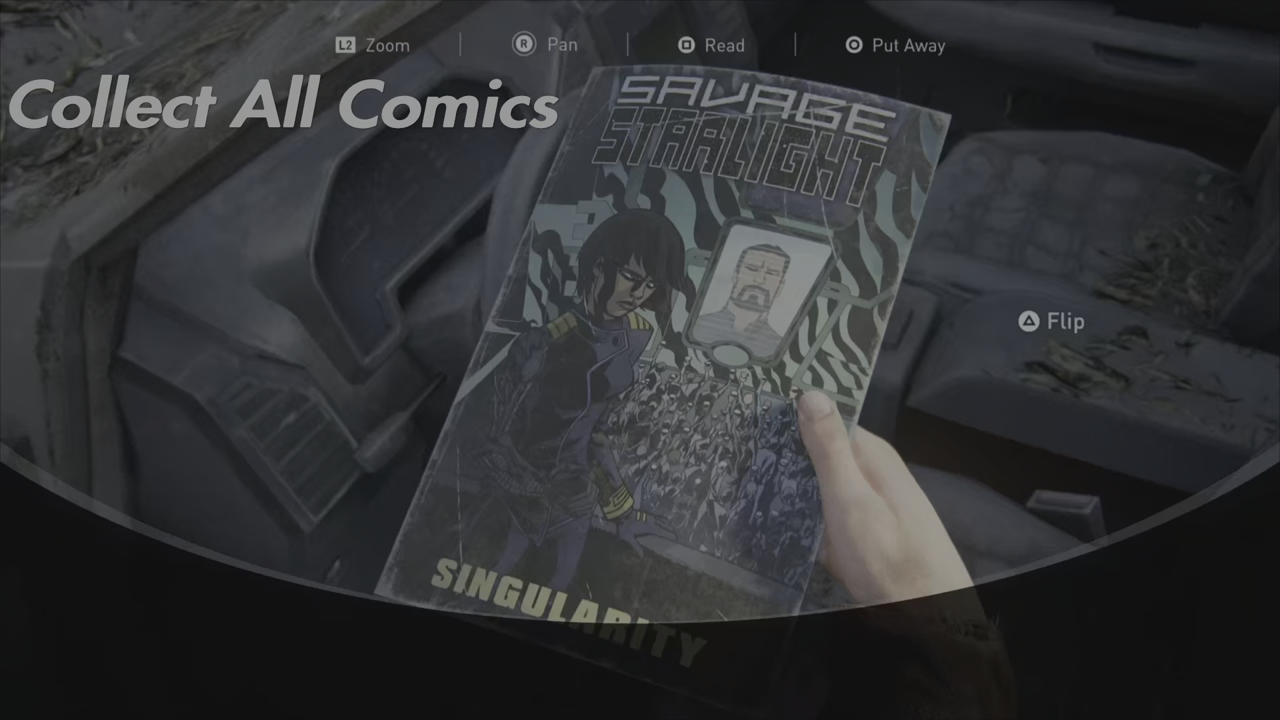 L2 Zoom
R Pan
Read
Put Away
Collect All Comics
SAVAGE
STARLIGHT
Flip
SINGULARITY